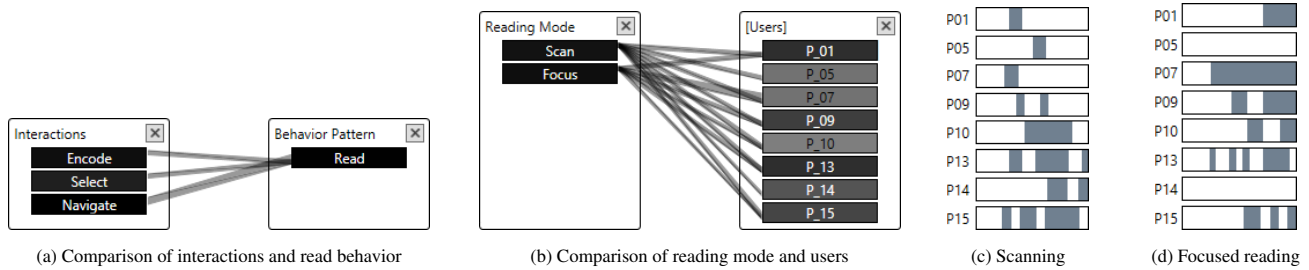 Interactions
Encode
Select
Navigate
Behavior Pattern
Read
(a) Comparison of interactions and read behavior
Reading Mode
Scan
Focus
[Users]
P_01
P_05
P_07
P_09
P_10
P_13
P_14
P_15
(b) Comparison of reading mode and users
P01
P05
P07
P09
P10
P13
P14
P15
(c) Scanning
P01
P05
P07
P09
P10
P13
P14
P15
(d) Focused reading